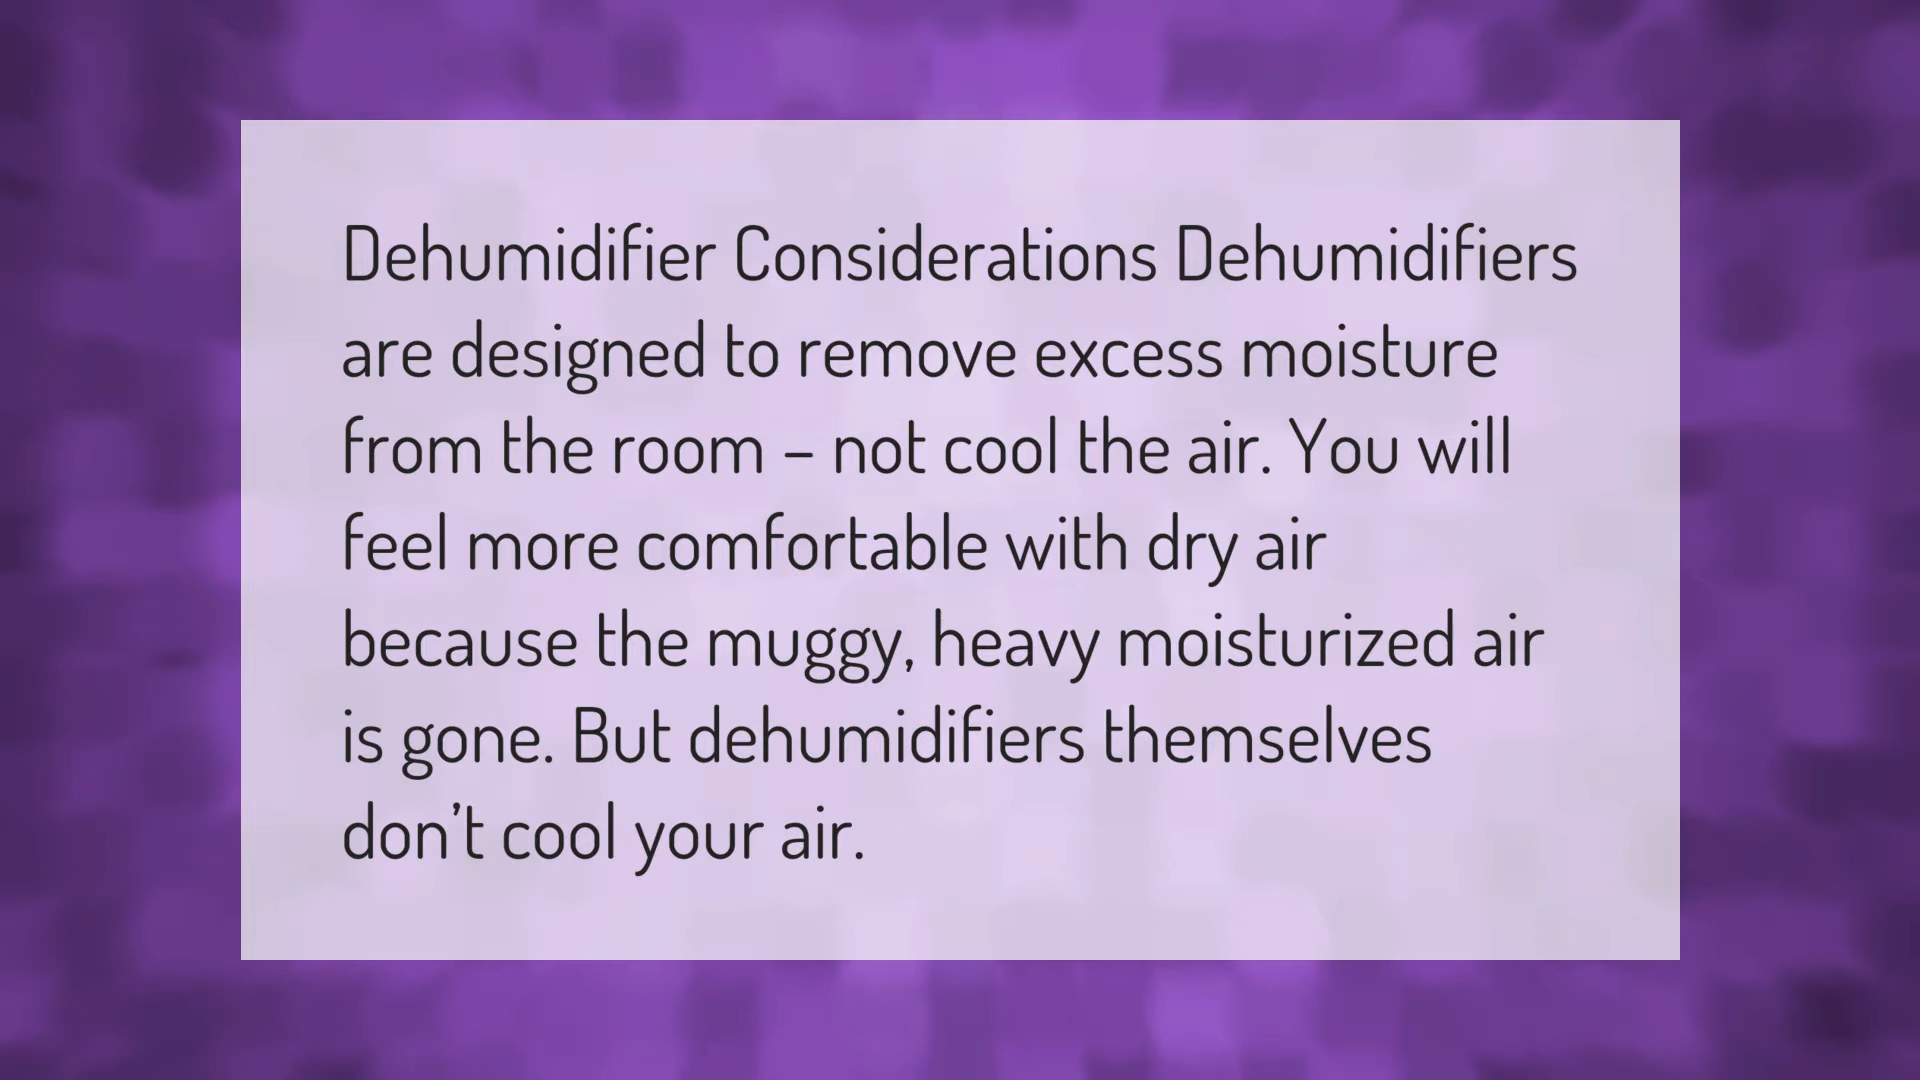 Dehumidifier Considerations Dehumidifiers
are designed to remove excess moisture
from the room – not cool the air. You will
feel more comfortable with dry air
because the muggy, heavy moisturized air
is gone. But dehumidifiers themselves
don’t cool your air.